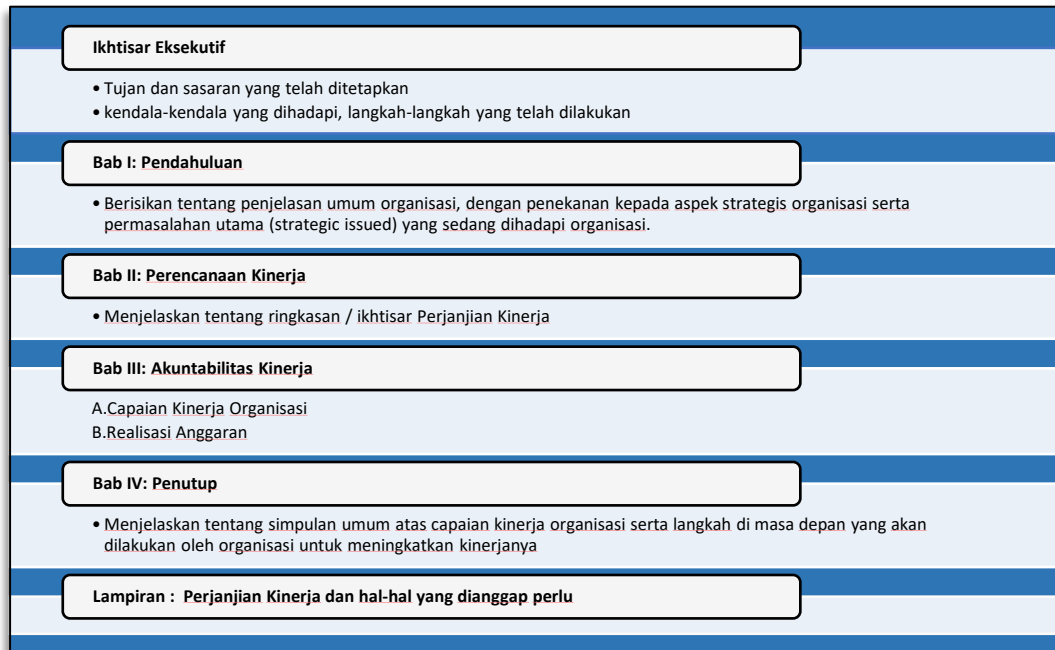 Ikhtisar Eksekutif
• Tujan dan sasaran yang telah ditetapkan
• kendala-kendala yang dihadapi, langkah-langkah yang telah dilakukan
Bab I: Pendahuluan
• Berisikan tentang penjelasan umum organisasi, dengan penekanan kepada aspek strategis organisasi serta
permasalahan utama (strategic issued) yang sedang dihadapi organisasi.
Bab II: Perencanaan Kinerja
• Menjelaskan tentang ringkasan / ikhtisar Perjanjian Kinerja
Bab III: Akuntabilitas Kinerja
A.Capaian Kinerja Organisasi
B.Realisasi Anggaran
Bab IV: Penutup
• Menjelaskan tentang simpulan umum atas capaian kinerja organisasi serta langkah di masa depan yang akan
dilakukan oleh organisasi untuk meningkatkan kinerjanya
Lampiran : Perjanjian Kinerja dan hal-hal yang dianggap perlu